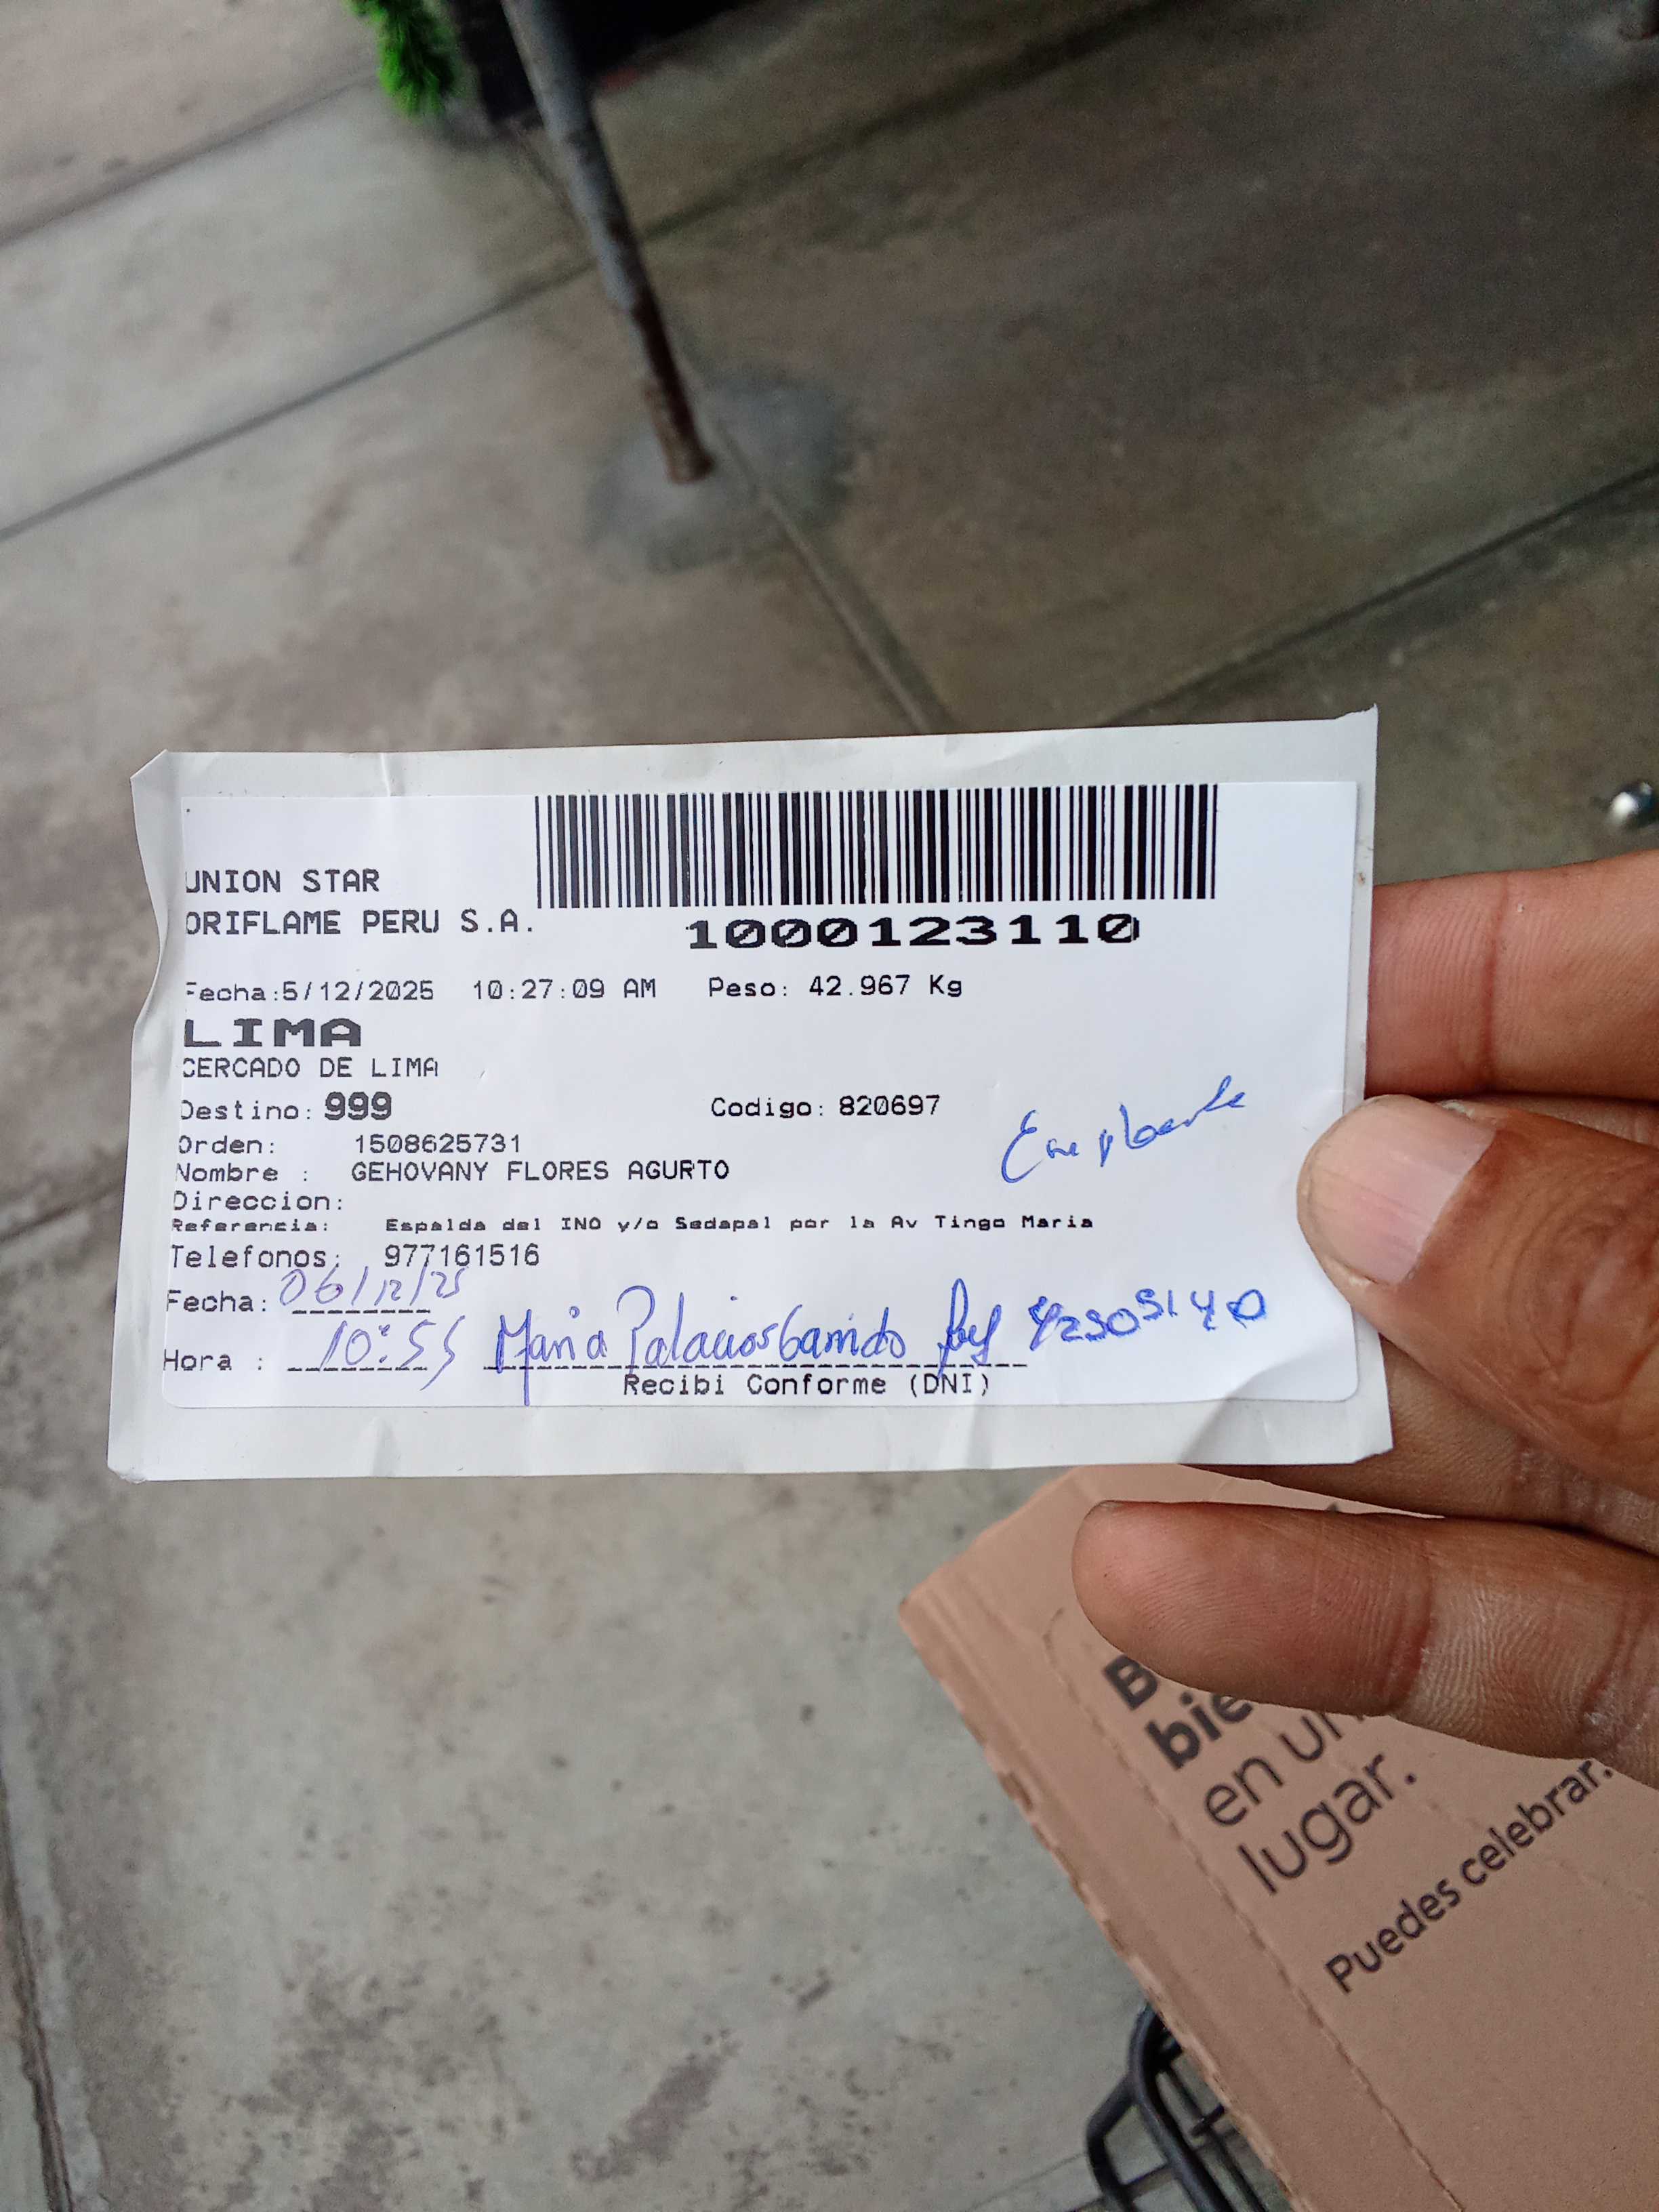 UNION STAR
ORIFLAME PERU S.A.
1000123110
Fecha:5/12/2025 10:27:09 AM Peso: 42.967 Kg
LIMA
CERCADO DE LIMA
Destino: 999 Codigo: 820697
Orden: 1508625731
Nombre : GEHOVANY FLORES AGURTO
Direccion:
Referencia: Espalda del INO y/o Sedapal por la Av Tingo Maria
Telefonos: 977161516
Fecha: 06/12/25
Hora : 10:55 Maria Palacios Garrido
Recibi Conforme (DNI)
bie
en un
lugar.
Puedes celebrar.